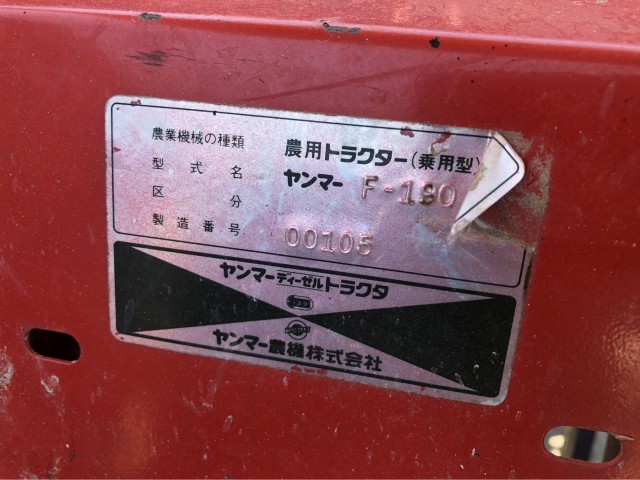 農業機械の種類 農用トラクター(乗用型)
型式名 ヤンマー F-190
区分
製造番号 00105
ヤンマーディーゼルトラクタ
ヤンマー農機株式会社